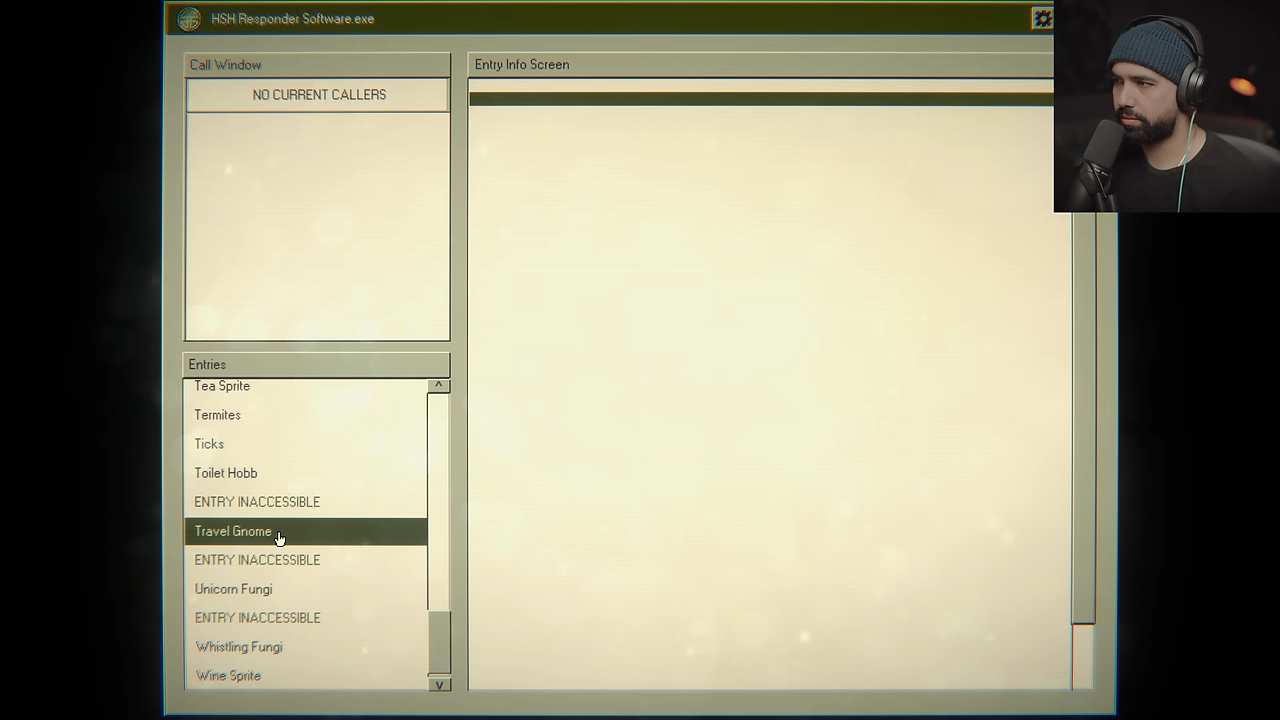 HSH Responder Software.exe
Call Window
NO CURRENT CALLERS
Entry Info Screen
Entries
Tea Sprite
Termites
Ticks
Toilet Hobb
ENTRY INACCESSIBLE
Travel Gnome
ENTRY INACCESSIBLE
Unicorn Fungi
ENTRY INACCESSIBLE
Whistling Fungi
Wine Sprite